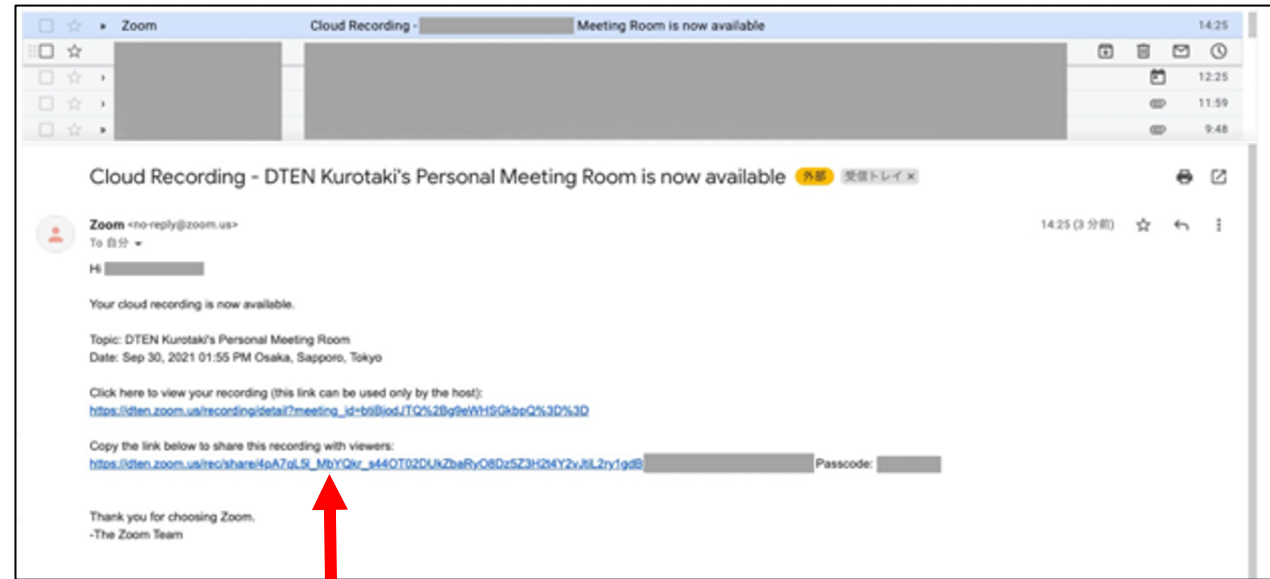 Zoom Cloud Recording - Meeting Room is now available 14:25
12:25
11:59
9:48
Cloud Recording - DTEN Kurotaki's Personal Meeting Room is now available 外部 受信トレイ ×
Zoom <no-reply@zoom.us> 14:25 (3 分前)
To 自分
Hi
Your cloud recording is now available.
Topic: DTEN Kurotaki's Personal Meeting Room
Date: Sep 30, 2021 01:55 PM Osaka, Sapporo, Tokyo
Click here to view your recording (this link can be used only by the host):
Copy the link below to share this recording with viewers:
Passcode:
Thank you for choosing Zoom.
-The Zoom Team